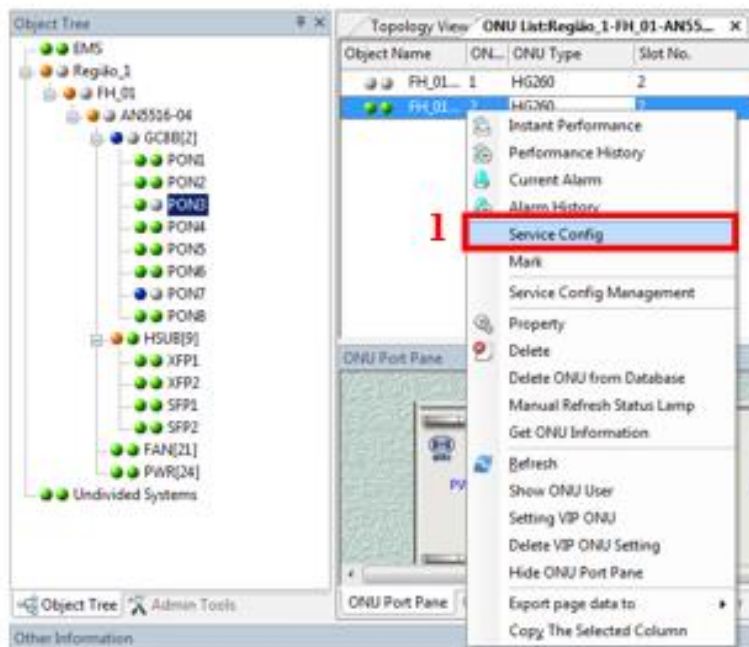 Object Tree
EMS
Região_1
FH_01
AN5516-04
GC8B[2]
PON1
PON2
PON3
PON4
PON5
PON6
PON7
PON8
HSUB[9]
XFP1
XFP2
SFP1
SFP2
FAN[21]
PWR[24]
Undivided Systems
Object Tree Admin Tools
Other Information
Topology View ONU List:Região_1-FH_01-AN55...
Object Name ON... ONU Type Slot No.
FH_01... 1 HG260 2
FH_01... 2 HG260 2
Instant Performance
Performance History
Current Alarm
Alarm History
1
Service Config
Mark
Service Config Management
Property
Delete
Delete ONU from Database
Manual Refresh Status Lamp
Get ONU Information
Refresh
Show ONU User
Setting VIP ONU
Delete VIP ONU Setting
Hide ONU Port Pane
Export page data to
Copy The Selected Column
ONU Port Pane
ONU Port Pane